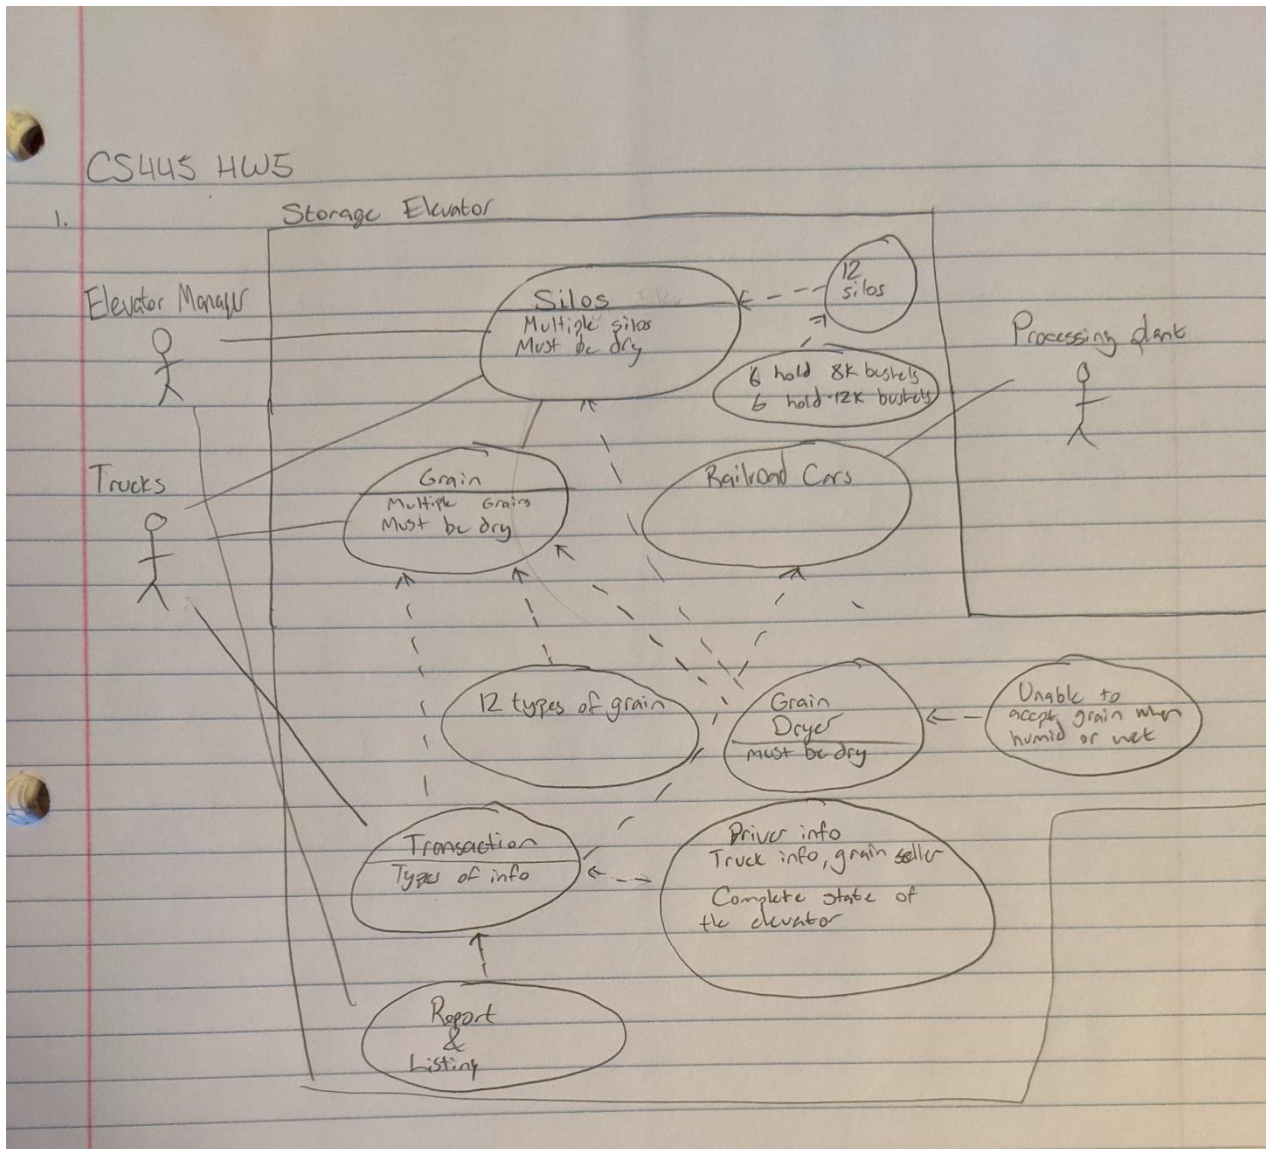 CS445 HW5
1.
Storage Elevator
Elevator Manager
Silos
Multiple silos
Must be dry
12
silos
6 hold 8K bushels
6 hold 12K bushels
Processing plant
Trucks
Grain
Multiple Grains
Must be dry
Railroad Cars
12 types of grain
Grain
Dryer
must be dry
Unable to
accept grain when
humid or wet
Transaction
Types of info
Driver info
Truck info, grain seller
Complete state of
the elevator
Report
&
Listing